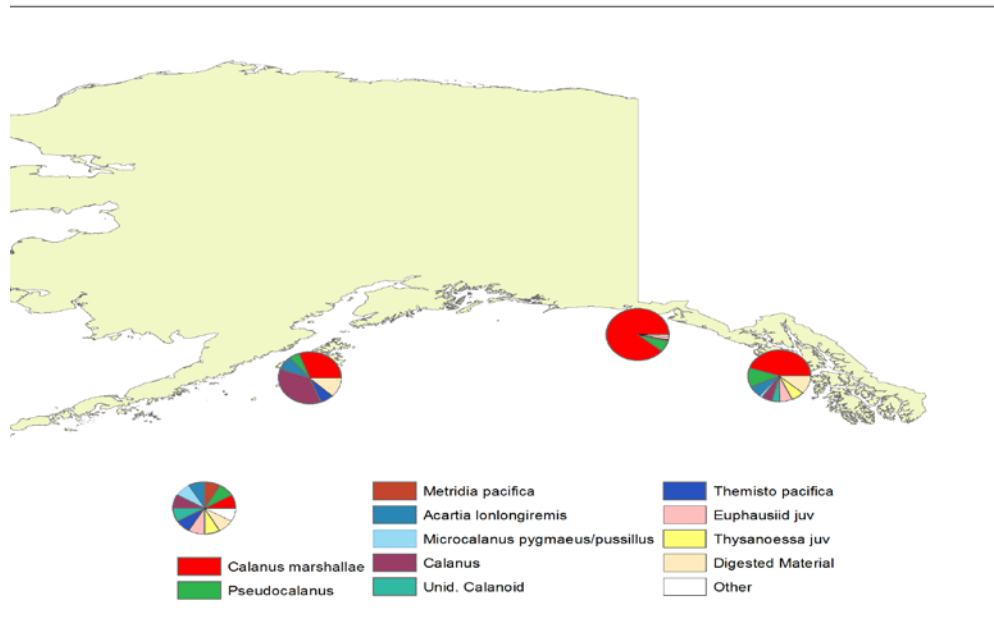 Calanus marshallae
Pseudocalanus
Metridia pacifica
Acartia lonlongiremis
Microcalanus pygmaeus/pussillus
Calanus
Unid. Calanoid
Themisto pacifica
Euphausiid juv
Thysanoessa juv
Digested Material
Other